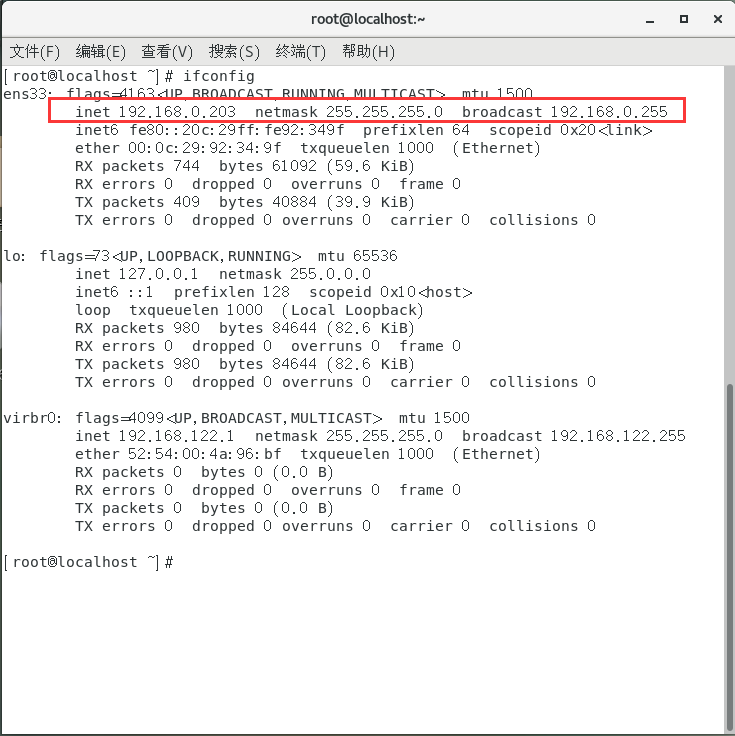 root@localhost:~
文件(F) 编辑(E) 查看(V) 搜索(S) 终端(T) 帮助(H)
[root@localhost ~]# ifconfig
ens33: flags=4163<UP,BROADCAST,RUNNING,MULTICAST>  mtu 1500
        inet 192.168.0.203  netmask 255.255.255.0  broadcast 192.168.0.255
        inet6 fe80::20c:29ff:fe92:349f  prefixlen 64  scopeid 0x20<link>
        ether 00:0c:29:92:34:9f  txqueuelen 1000  (Ethernet)
        RX packets 744  bytes 61092 (59.6 KiB)
        RX errors 0  dropped 0  overruns 0  frame 0
        TX packets 409  bytes 40884 (39.9 KiB)
        TX errors 0  dropped 0 overruns 0  carrier 0  collisions 0
lo: flags=73<UP,LOOPBACK,RUNNING>  mtu 65536
        inet 127.0.0.1  netmask 255.0.0.0
        inet6 ::1  prefixlen 128  scopeid 0x10<host>
        loop  txqueuelen 1000  (Local Loopback)
        RX packets 980  bytes 84644 (82.6 KiB)
        RX errors 0  dropped 0  overruns 0  frame 0
        TX packets 980  bytes 84644 (82.6 KiB)
        TX errors 0  dropped 0 overruns 0  carrier 0  collisions 0
virbr0: flags=4099<UP,BROADCAST,MULTICAST>  mtu 1500
        inet 192.168.122.1  netmask 255.255.255.0  broadcast 192.168.122.255
        ether 52:54:00:4a:96:bf  txqueuelen 1000  (Ethernet)
        RX packets 0  bytes 0 (0.0 B)
        RX errors 0  dropped 0  overruns 0  frame 0
        TX packets 0  bytes 0 (0.0 B)
        TX errors 0  dropped 0 overruns 0  carrier 0  collisions 0
[root@localhost ~]#